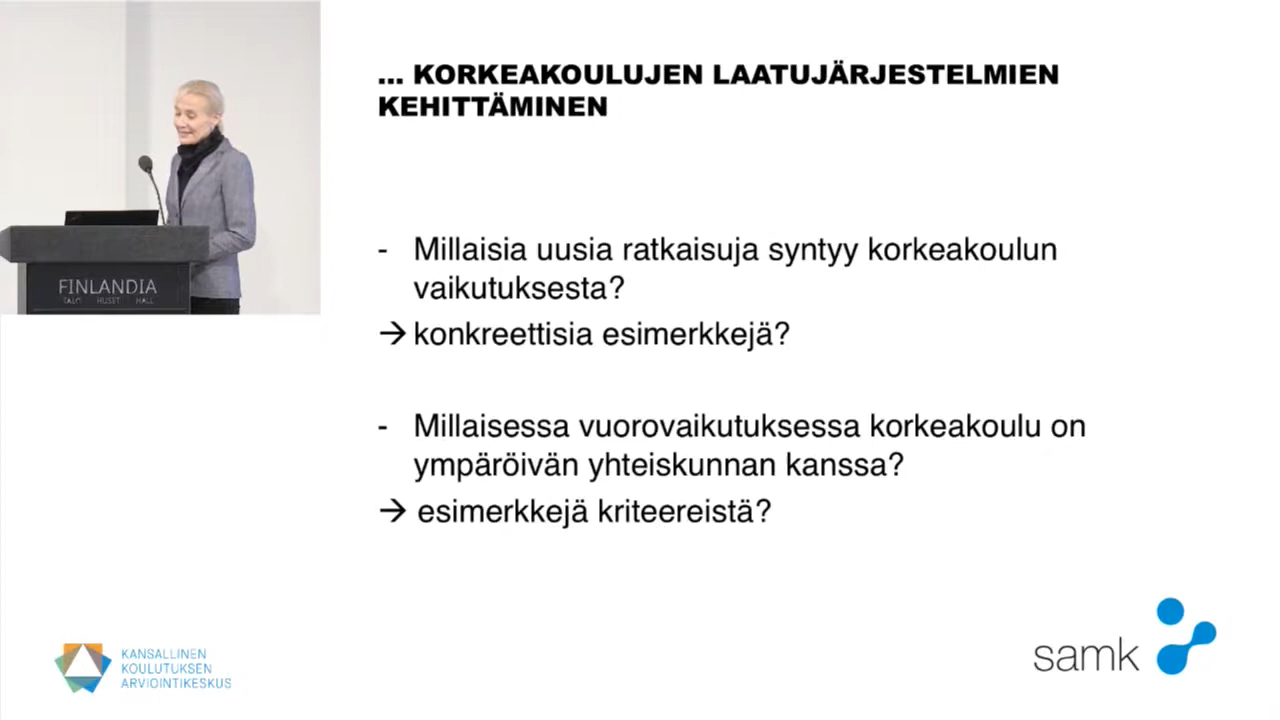 ... KORKEAKOULUJEN LAATUJÄRJESTELMIEN
KEHITTÄMINEN
- Millaisia uusia ratkaisuja syntyy korkeakoulun
vaikutuksesta?
→ konkreettisia esimerkkejä?
- Millaisessa vuorovaikutuksessa korkeakoulu on
ympäröivän yhteiskunnan kanssa?
→ esimerkkejä kriteereistä?
FINLANDIA
TALO HUSET HALL
KANSALLINEN
KOULUTUKSEN
ARVIOINTIKESKUS
samk